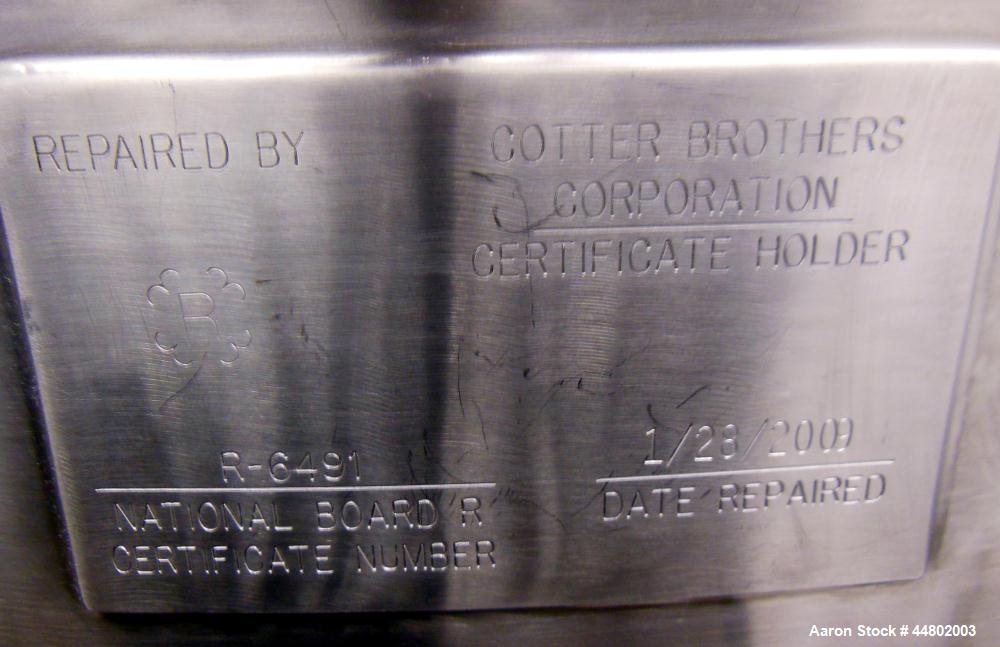 REPAIRED BY
COTTER BROTHERS
CORPORATION
CERTIFICATE HOLDER
R
R-6491
NATIONAL BOARD R
CERTIFICATE NUMBER
1/28/2009
DATE REPAIRED
Aaron Stock # 44802003